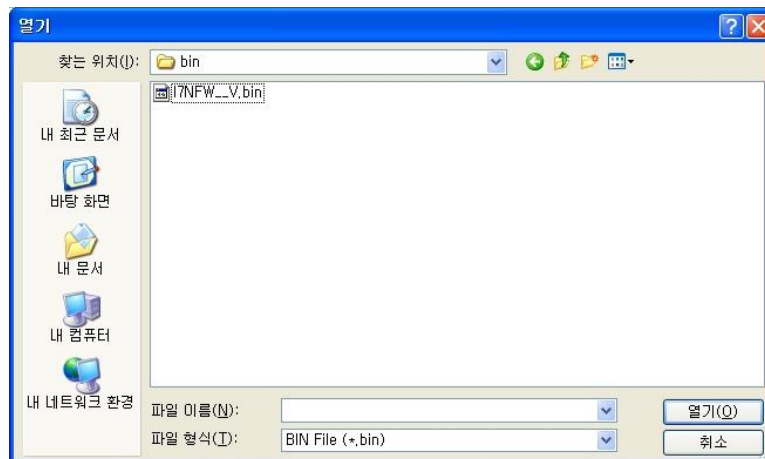 열기
찾는 위치(I): bin
I7NFW__V.bin
내 최근 문서
바탕 화면
내 문서
내 컴퓨터
내 네트워크 환경
파일 이름(N): 열기(O)
파일 형식(T): BIN File (*.bin) 취소